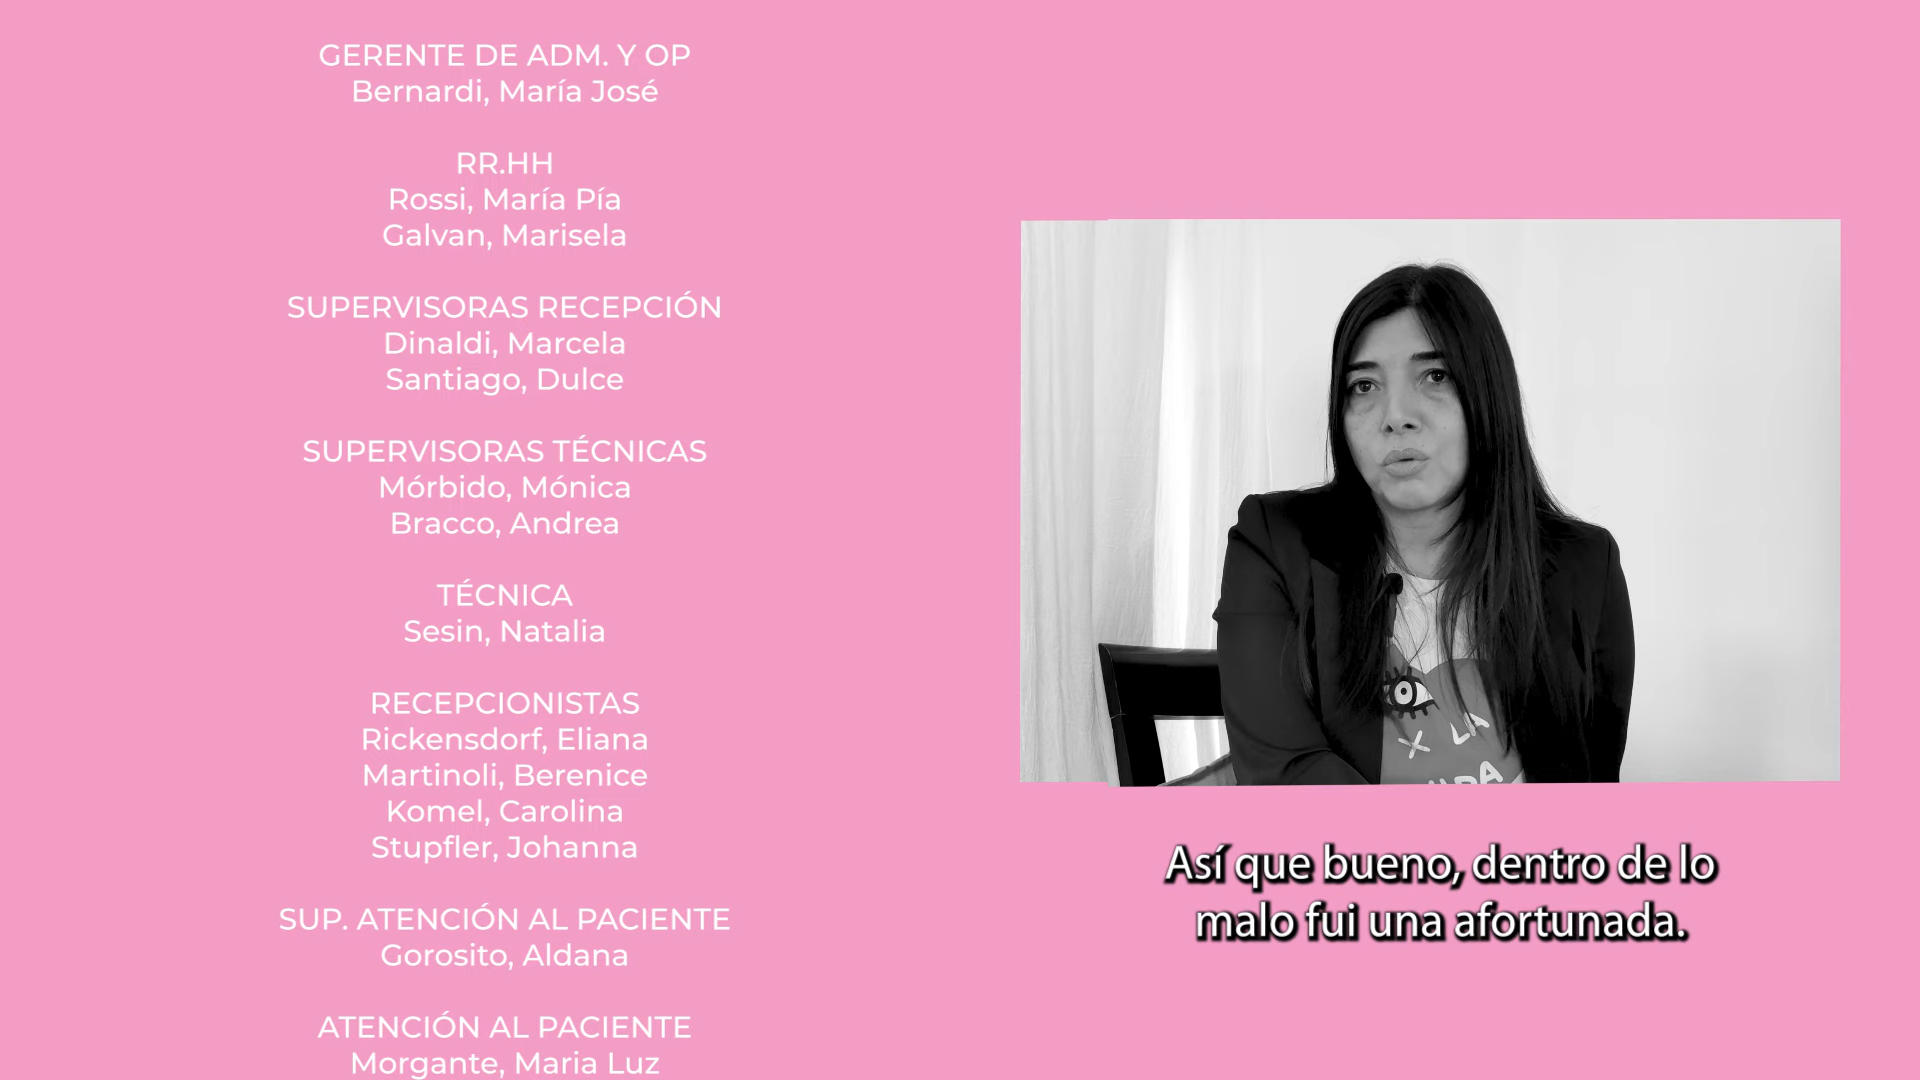 GERENTE DE ADM. Y OP
Bernardi, María José
RR.HH
Rossi, María Pía
Galvan, Marisela
SUPERVISORAS RECEPCIÓN
Dinaldi, Marcela
Santiago, Dulce
SUPERVISORAS TÉCNICAS
Mórbido, Mónica
Bracco, Andrea
TÉCNICA
Sesin, Natalia
RECEPCIONISTAS
Rickensdorf, Eliana
Martinoli, Berenice
Komel, Carolina
Stupfler, Johanna
SUP. ATENCIÓN AL PACIENTE
Gorosito, Aldana
ATENCIÓN AL PACIENTE
Morgante, Maria Luz
X LA
Así que bueno, dentro de lo
malo fui una afortunada.